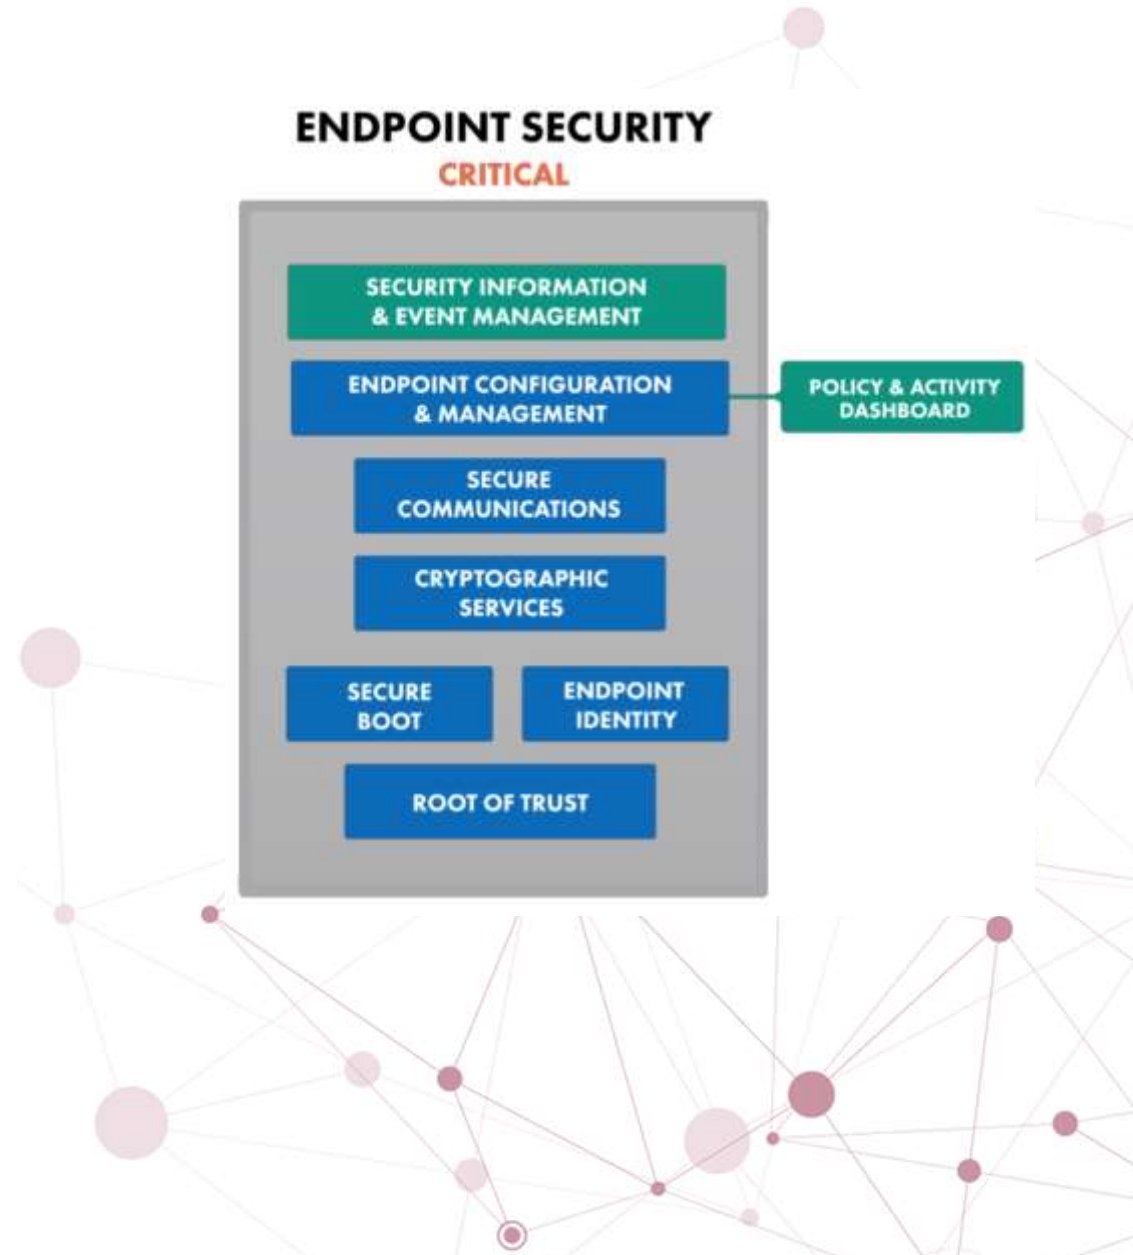 ENDPOINT SECURITY
CRITICAL
SECURITY INFORMATION
& EVENT MANAGEMENT
ENDPOINT CONFIGURATION
& MANAGEMENT
POLICY & ACTIVITY
DASHBOARD
SECURE
COMMUNICATIONS
CRYPTOGRAPHIC
SERVICES
SECURE
BOOT
ENDPOINT
IDENTITY
ROOT OF TRUST